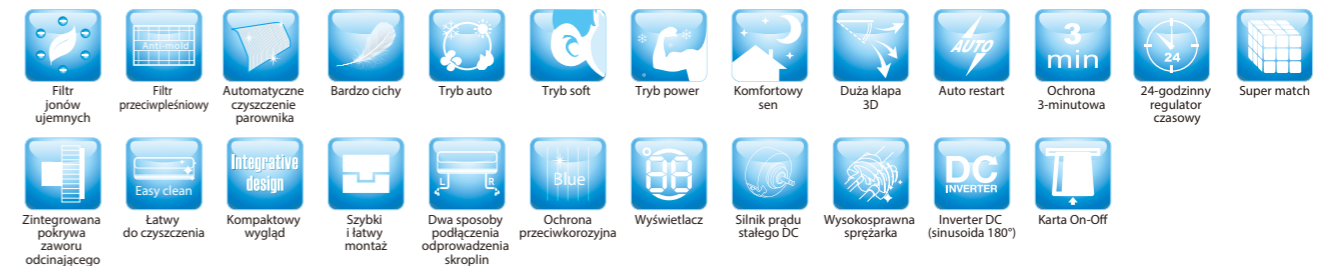 Anti-mold
AUTO
3
min
24
Filtr
jonów
ujemnych
Filtr
przeciwpleśniowy
Automatyczne
czyszczenie
parownika
Bardzo cichy
Tryb auto
Tryb soft
Tryb power
Komfortowy
sen
Duża klapa
3D
Auto restart
Ochrona
3-minutowa
24-godzinny
regulator
czasowy
Super match
Easy clean
Integrative
design
L R
Blue
88
DC
INVERTER
Zintegrowana
pokrywa
zaworu
odcinającego
Łatwy
do czyszczenia
Kompaktowy
wygląd
Szybki
i łatwy
montaż
Dwa sposoby
podłączenia
odprowadzenia
skroplin
Ochrona
przeciwkorozyjna
Wyświetlacz
Silnik prądu
stałego DC
Wysokosprawna
sprężarka
Inverter DC
(sinusoida 180°)
Karta On-Off